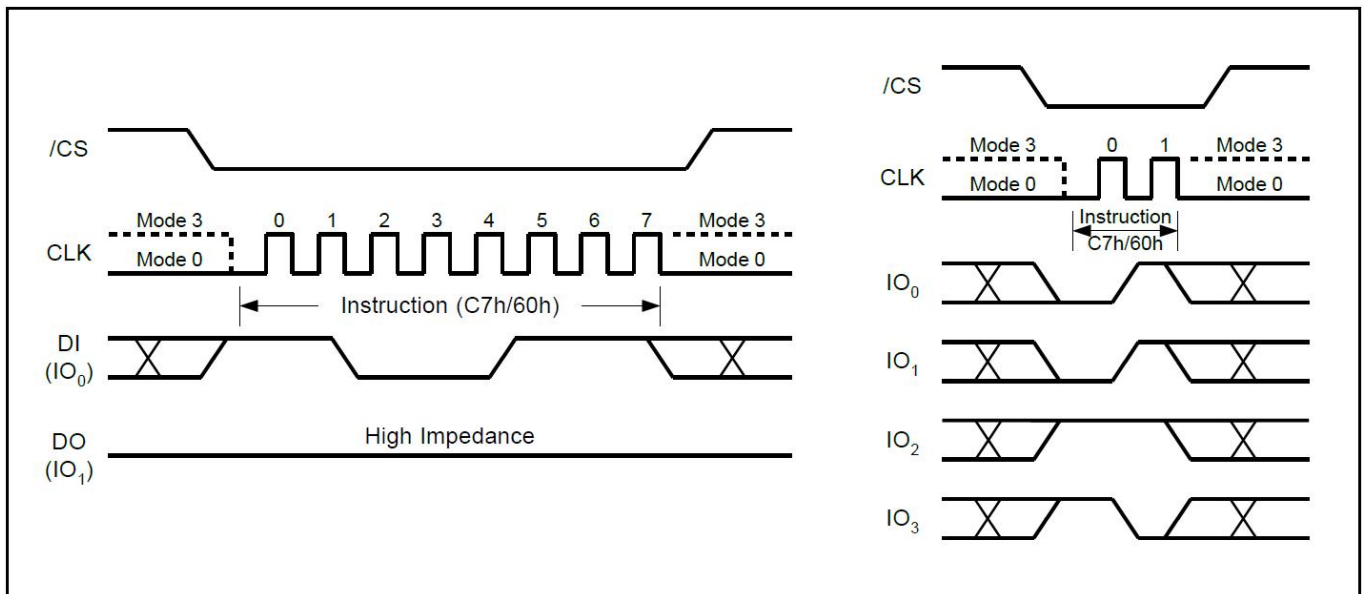 /CS
CLK
Mode 3
Mode 0
0 1 2 3 4 5 6 7
Mode 3
Mode 0
Instruction (C7h/60h)
DI
(IO0)
DO
(IO1)
High Impedance
/CS
CLK
Mode 3
Mode 0
0 1
Mode 3
Mode 0
Instruction
C7h/60h
IO0
IO1
IO2
IO3